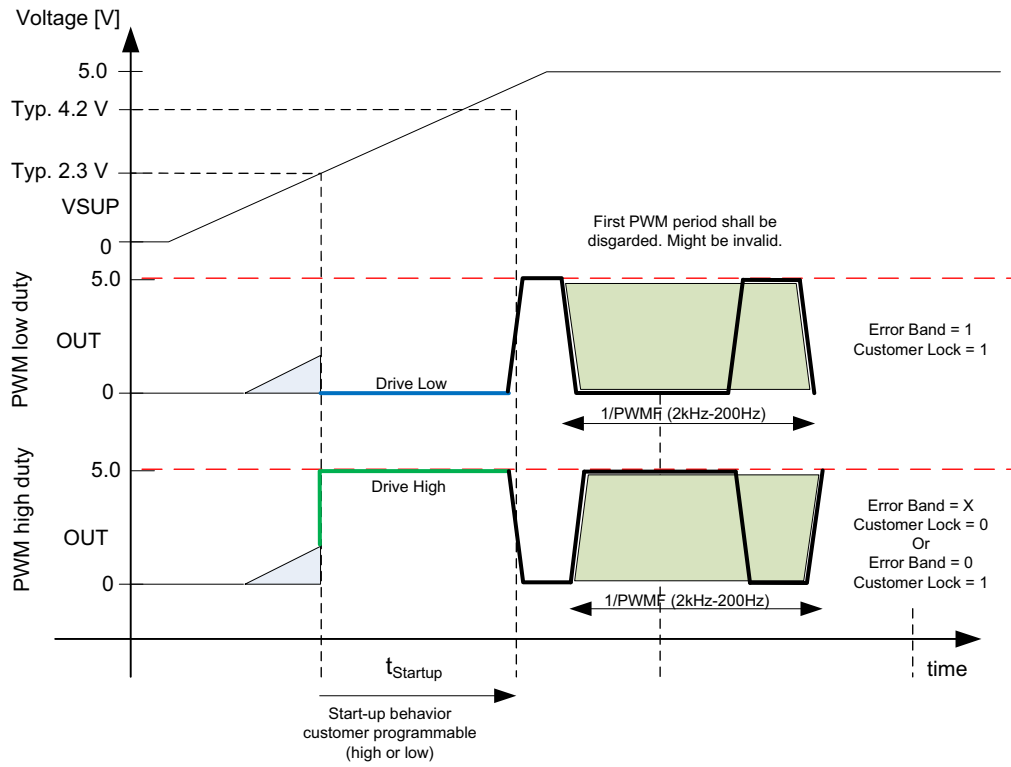 Voltage [V]
5.0
Typ. 4.2 V
Typ. 2.3 V
VSUP
0
First PWM period shall be
disgarded. Might be invalid.
PWM low duty
5.0
OUT
0
Drive Low
Error Band = 1
Customer Lock = 1
1/PWMF (2kHz-200Hz)
PWM high duty
5.0
OUT
0
Drive High
Error Band = X
Customer Lock = 0
Or
Error Band = 0
Customer Lock = 1
1/PWMF (2kHz-200Hz)
tStartup
time
Start-up behavior
customer programmable
(high or low)